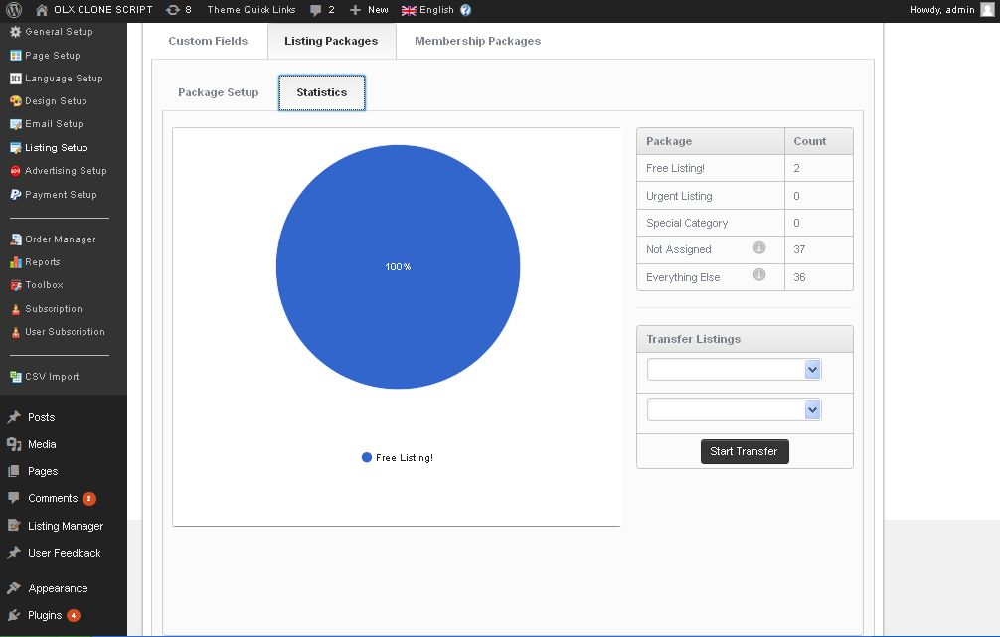 OLX CLONE SCRIPT 8 Theme Quick Links 2 New English ? Howdy, admin
General Setup
Page Setup
Language Setup
Design Setup
Email Setup
Listing Setup
Advertising Setup
Payment Setup
Order Manager
Reports
Toolbox
Subscription
User Subscription
CSV Import
Posts
Media
Pages
Comments 2
Listing Manager
User Feedback
Appearance
Plugins 4
Custom Fields Listing Packages Membership Packages
Package Setup Statistics
100%
Free Listing!
Package Count
Free Listing! 2
Urgent Listing 0
Special Category 0
Not Assigned 37
Everything Else 36
Transfer Listings
Start Transfer